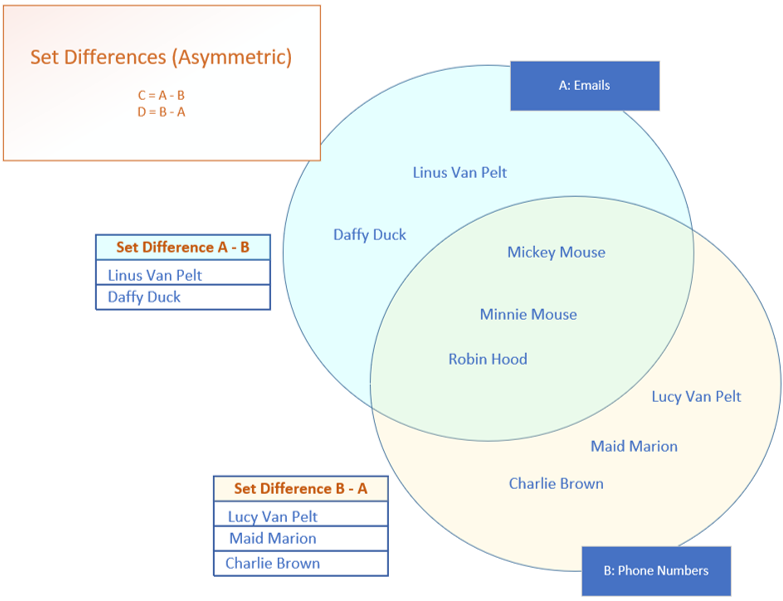 Set Differences (Asymmetric)
C = A - B
D = B - A
A: Emails
Linus Van Pelt
Daffy Duck
Mickey Mouse
Minnie Mouse
Robin Hood
Lucy Van Pelt
Maid Marion
Charlie Brown
B: Phone Numbers
Set Difference A - B
Linus Van Pelt
Daffy Duck
Set Difference B - A
Lucy Van Pelt
Maid Marion
Charlie Brown